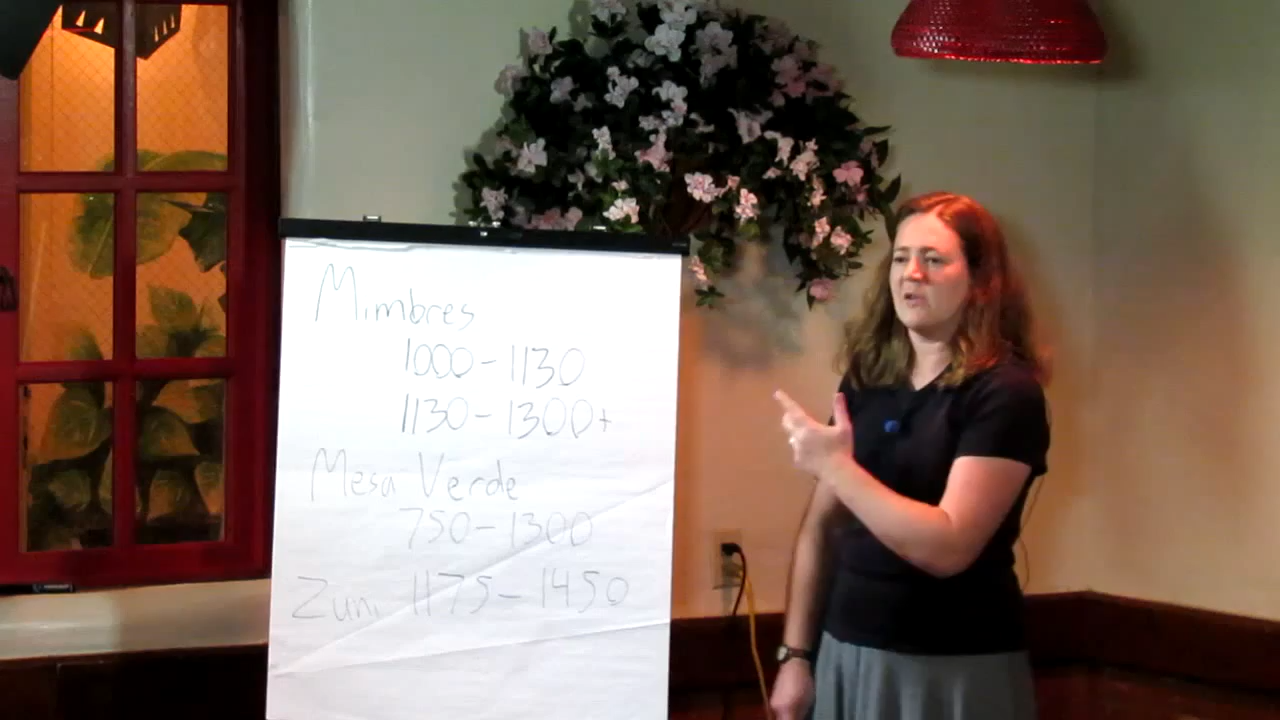 Mimbres
1000-1130
1130-1300+
Mesa Verde
750-1300
Zuni 1175-1450